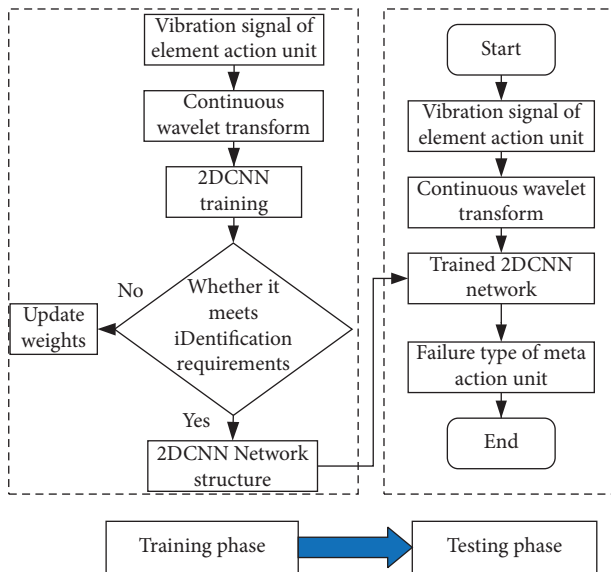 Vibration signal of
element action unit
Continuous
wavelet transform
2DCNN
training
Whether it
meets
iDentification
requirements
No
Update
weights
Yes
2DCNN Network
structure
Start
Vibration signal of
element action unit
Continuous wavelet
transform
Trained 2DCNN
network
Failure type of meta
action unit
End
Training phase
Testing phase